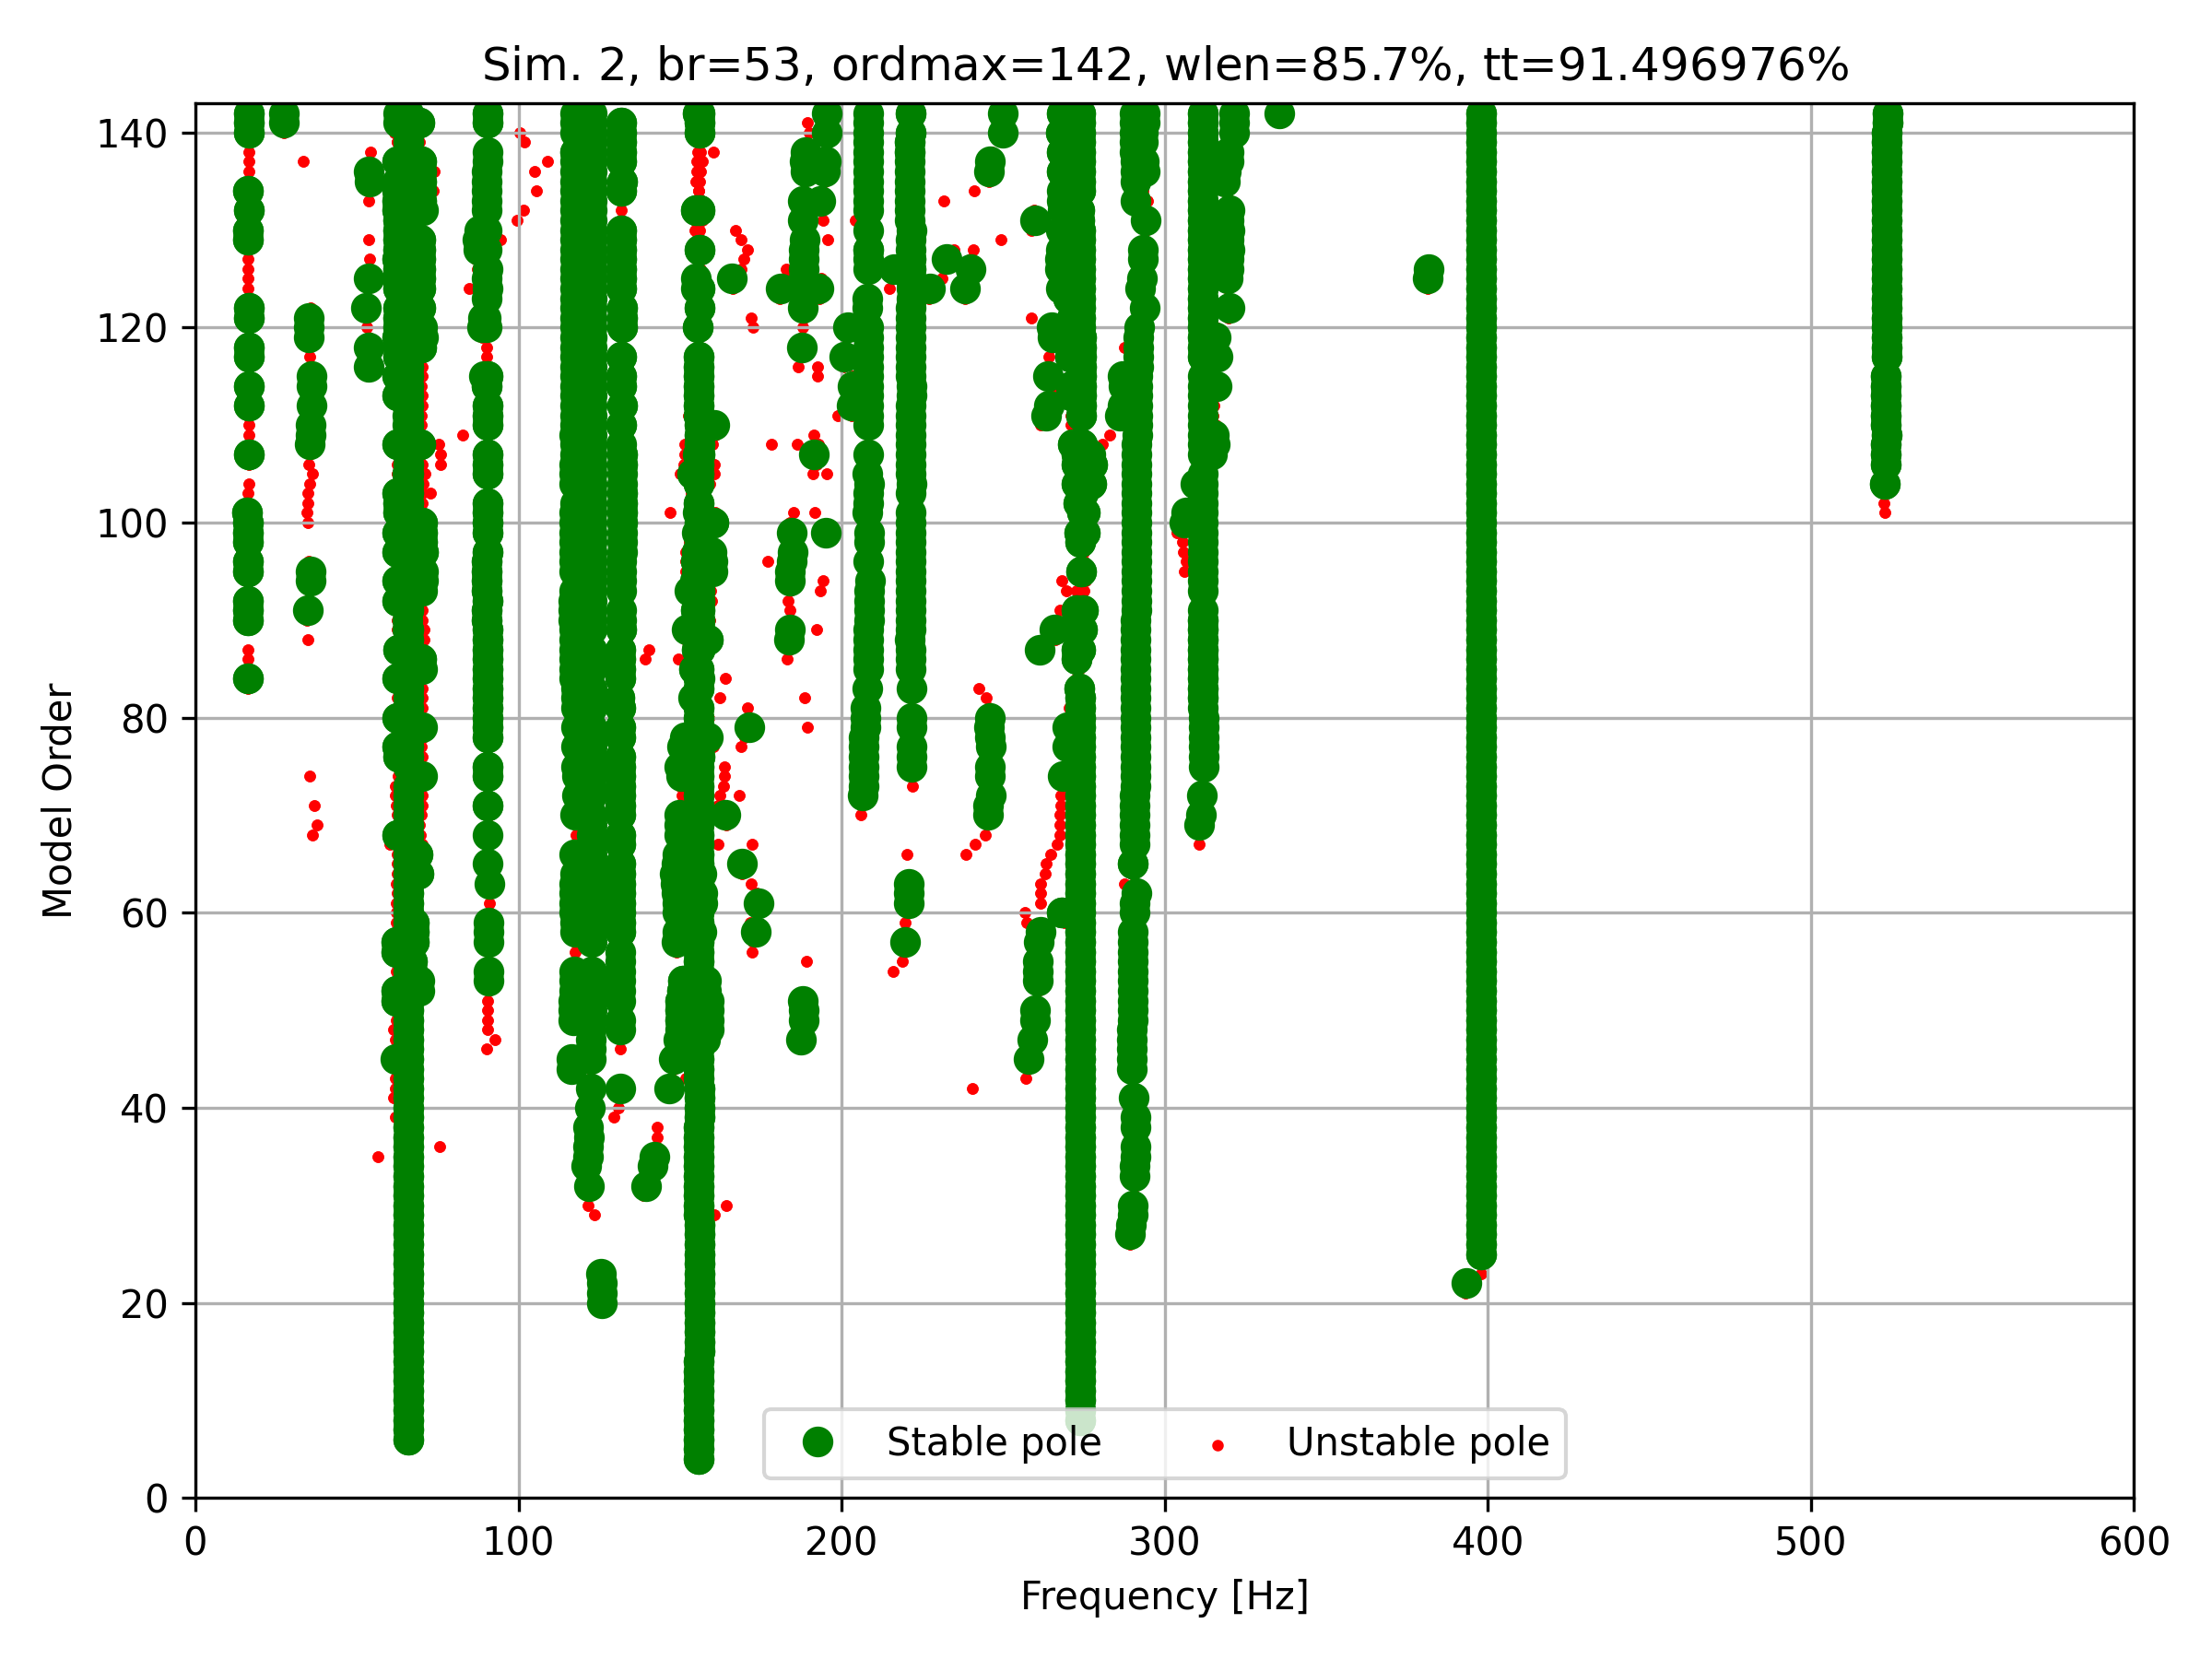 Sim. 2, br=53, ordmax=142, wlen=85.7%, tt=91.496976%
140
120
100
80
60
40
20
0
Model Order
Stable pole Unstable pole
0 100 200 300 400 500 600
Frequency [Hz]